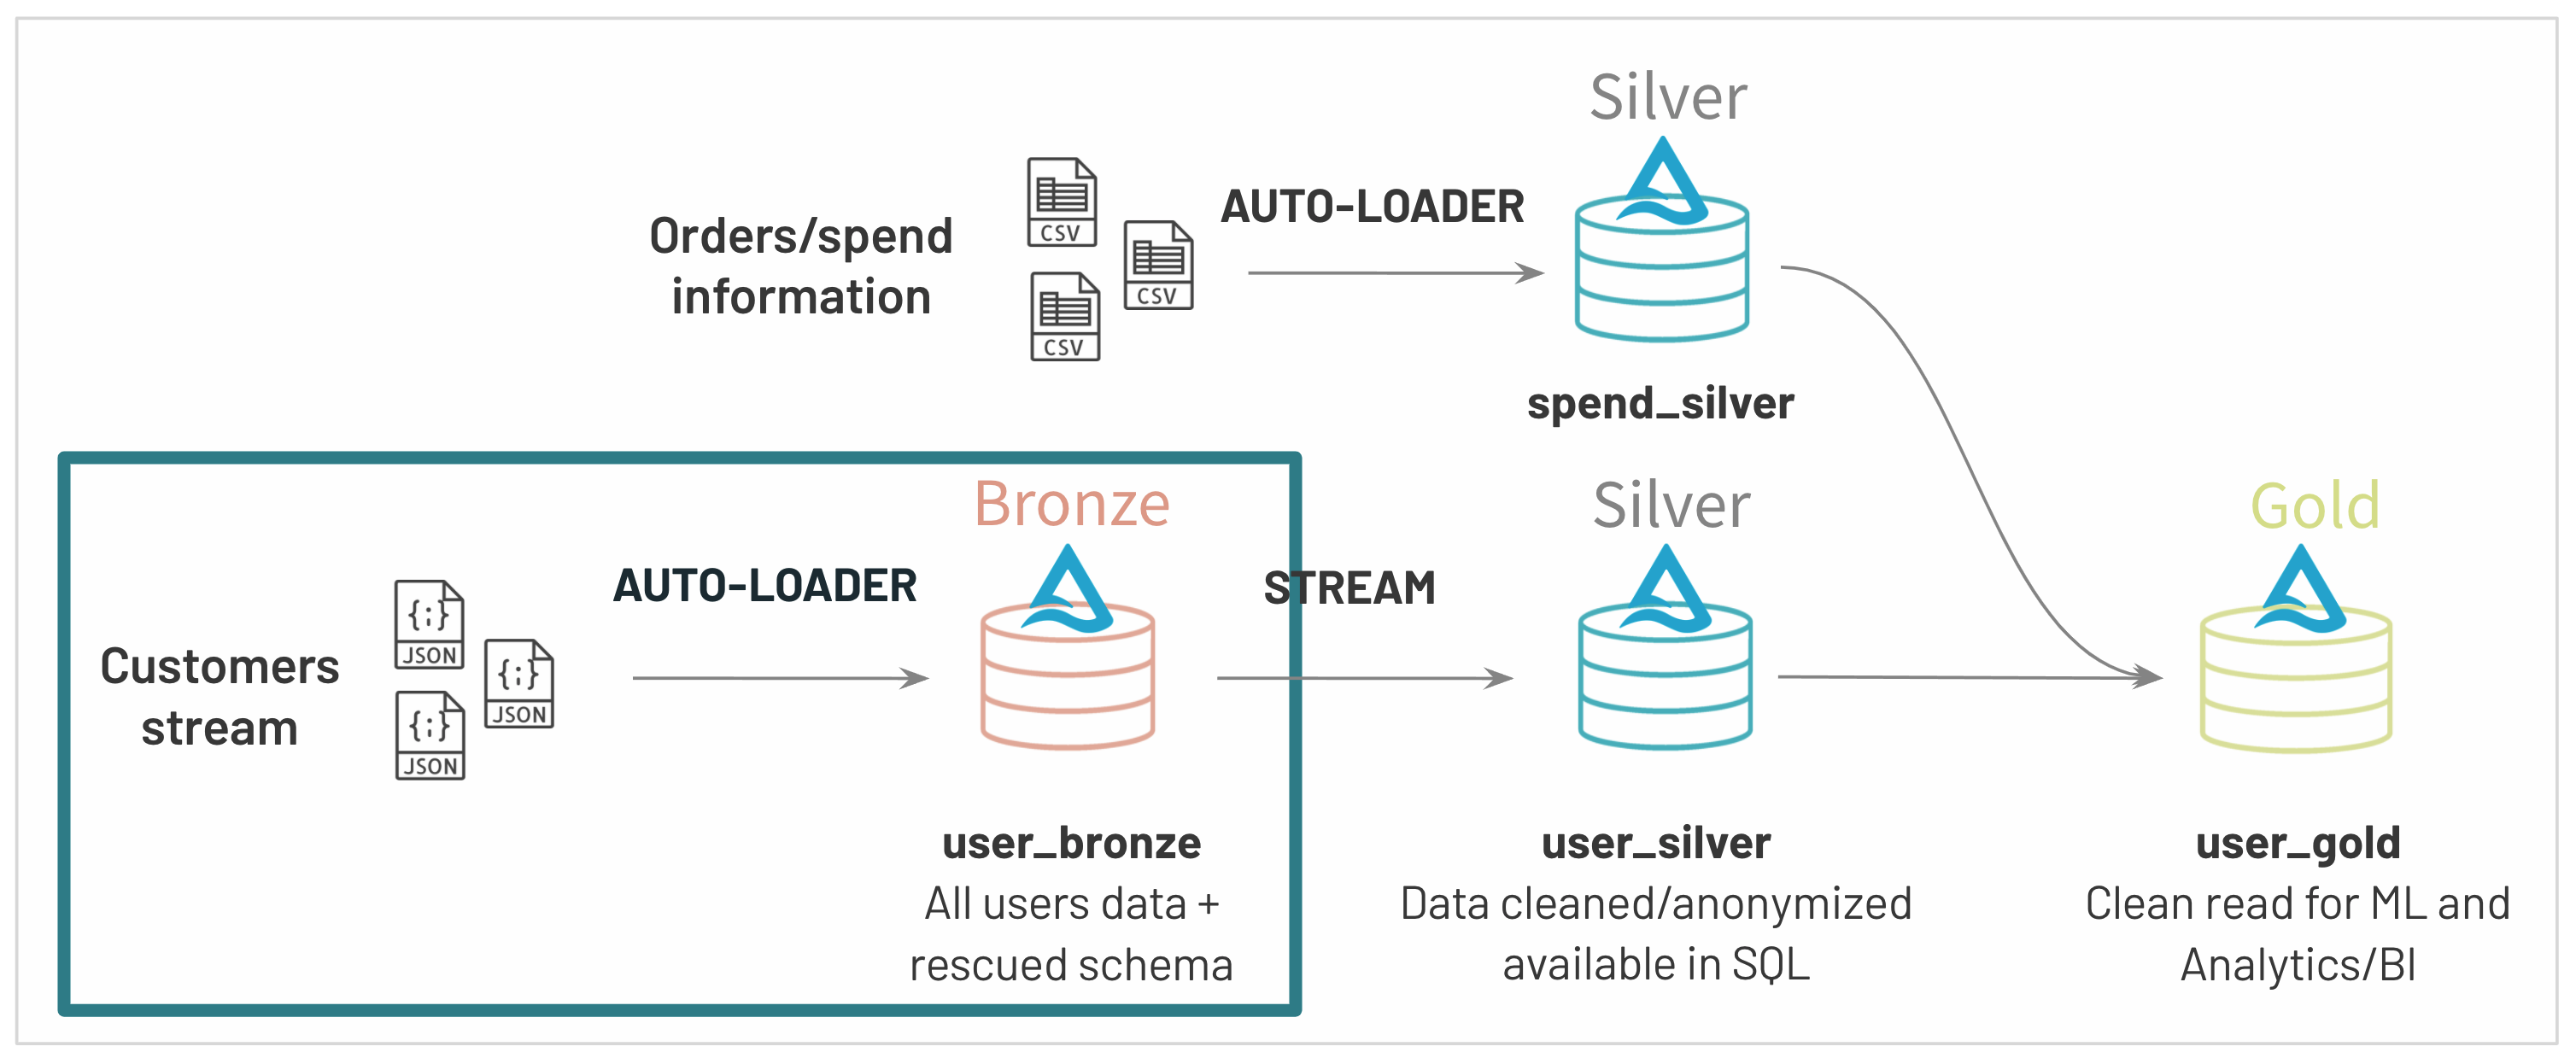 Silver
AUTO-LOADER
Orders/spend
information
CSV
CSV
CSV
spend_silver
Bronze
Silver
Gold
AUTO-LOADER
STREAM
Customers
stream
JSON
JSON
JSON
user_bronze
All users data +
rescued schema
user_silver
Data cleaned/anonymized
available in SQL
user_gold
Clean read for ML and
Analytics/BI